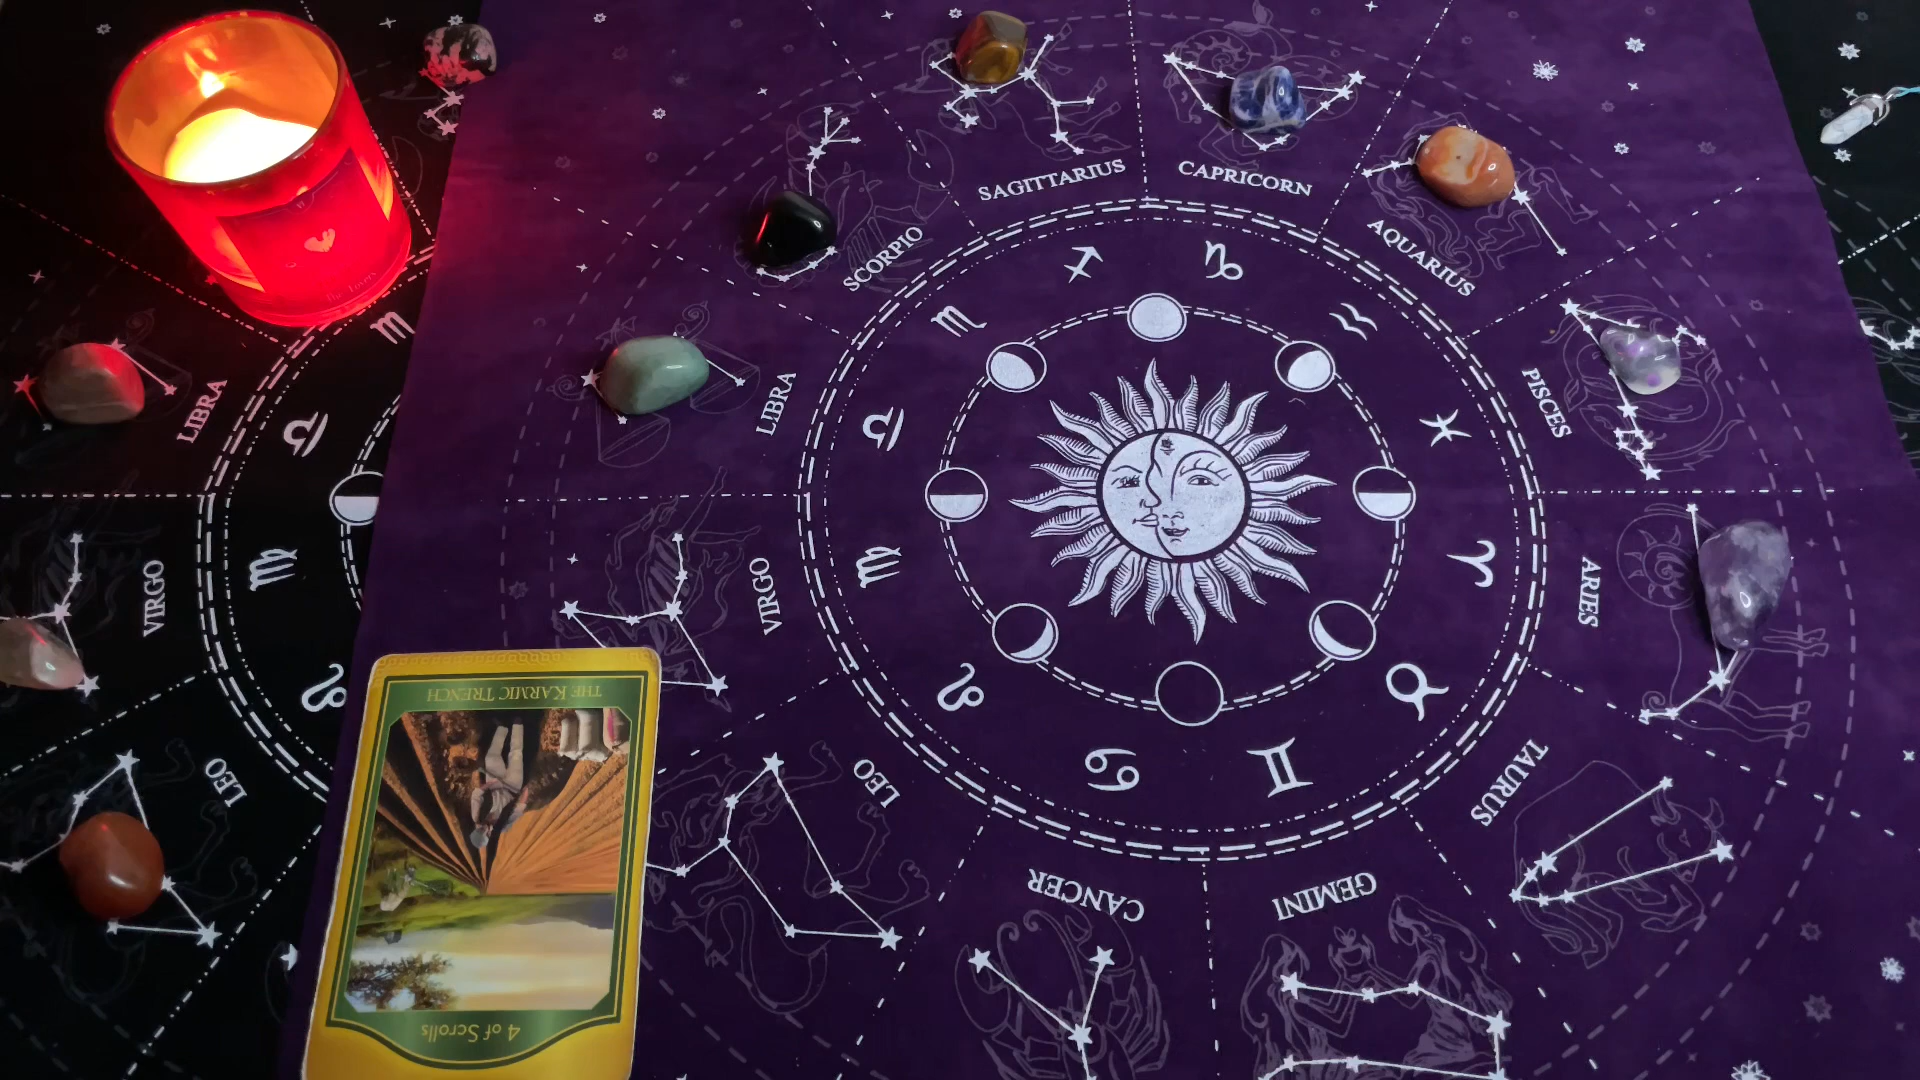 SAGITTARIUS
CAPRICORN
AQUARIUS
SCORPIO
PISCES
LIBRA
LIBRA
ARIES
VIRGO
VIRGO
TAURUS
LEO
LEO
CANCER
GEMINI
THE KARMIC TRENCH
4 of Scrolls